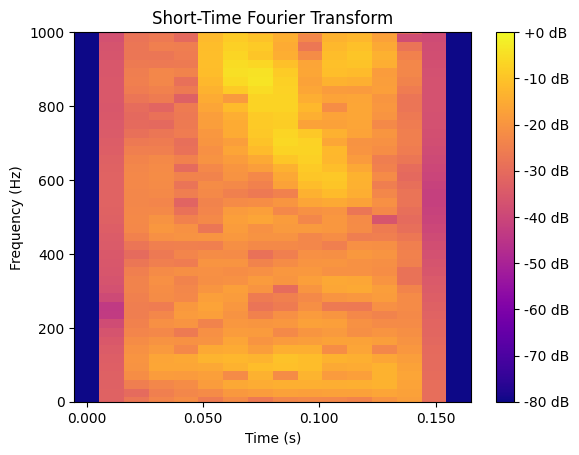 Short-Time Fourier Transform
1000
800
600
400
200
0
Frequency (Hz)
0.000
0.050
0.100
0.150
Time (s)
+0 dB
-10 dB
-20 dB
-30 dB
-40 dB
-50 dB
-60 dB
-70 dB
-80 dB